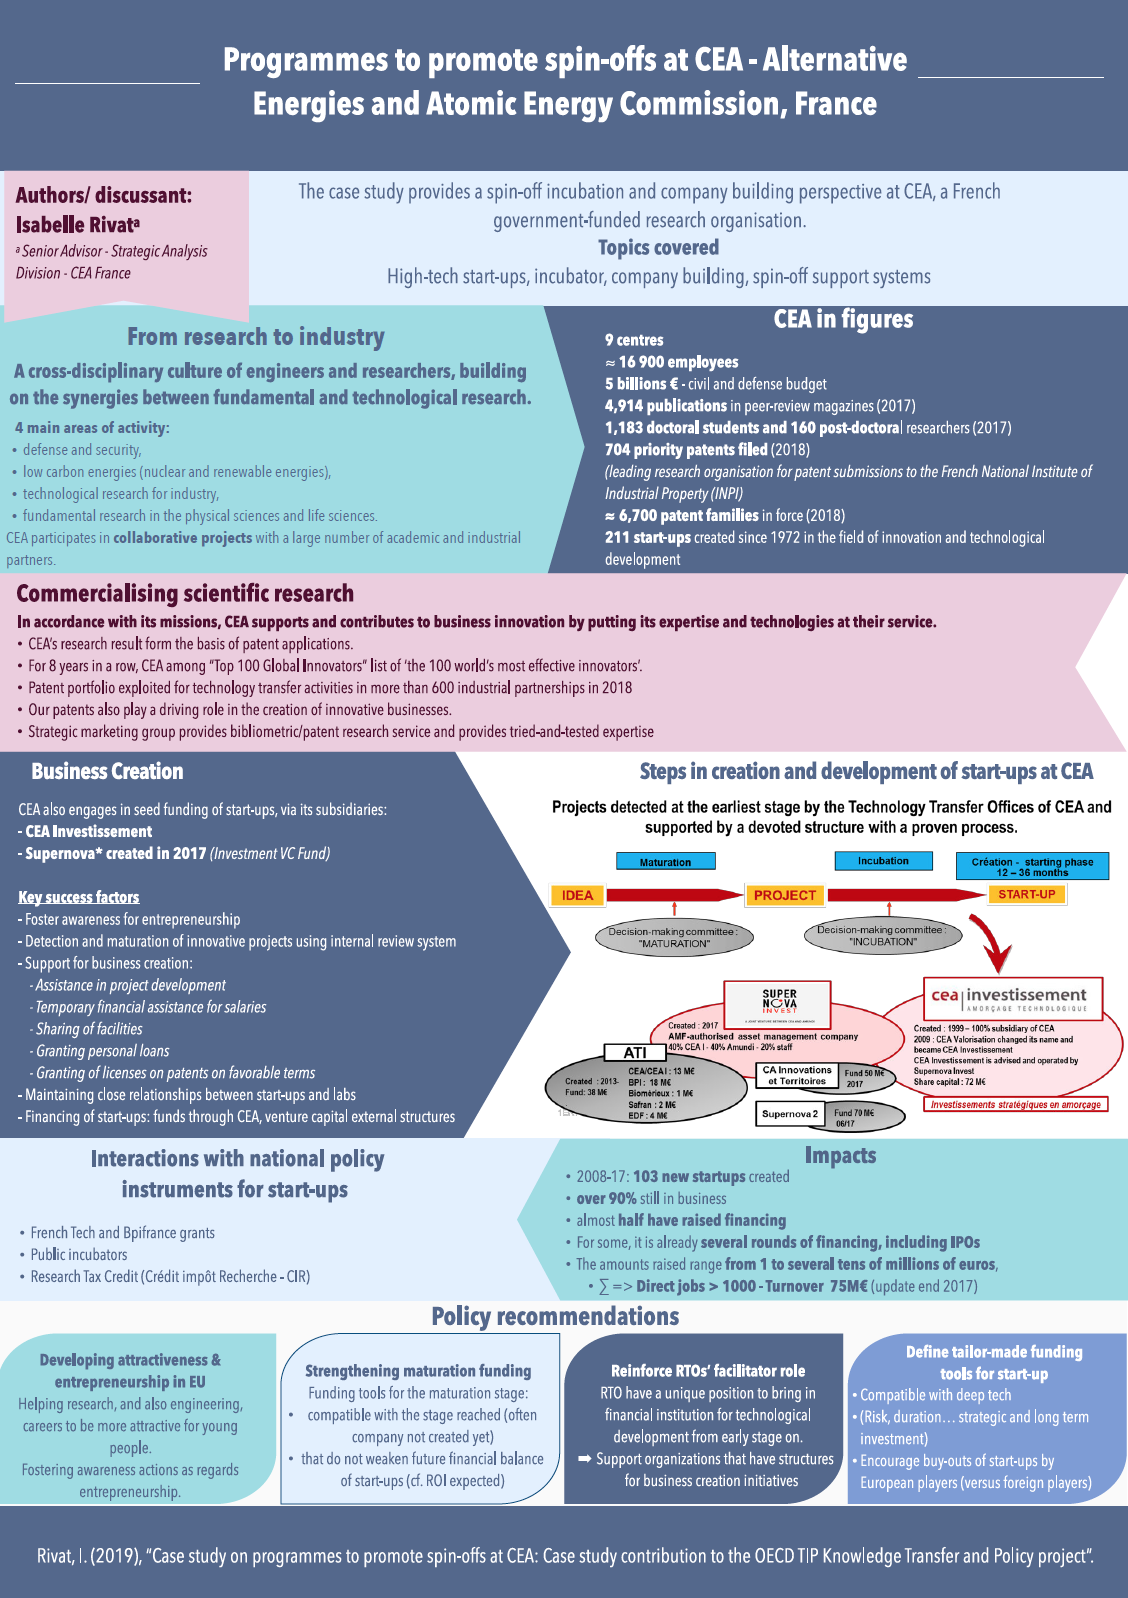 Programmes to promote spin-offs at CEA - Alternative
Energies and Atomic Energy Commission, France
Authors/ discussant:
Isabelle Rivatᵃ
ᵃ Senior Advisor - Strategic Analysis
Division - CEA France
The case study provides a spin-off incubation and company building perspective at CEA, a French
government-funded research organisation.
Topics covered
High-tech start-ups, incubator, company building, spin-off support systems
From research to industry
A cross-disciplinary culture of engineers and researchers, building
on the synergies between fundamental and technological research.
4 main areas of activity:
• defense and security,
• low carbon energies (nuclear and renewable energies),
• technological research for industry,
• fundamental research in the physical sciences and life sciences.
CEA participates in collaborative projects with a large number of academic and industrial
partners.
CEA in figures
9 centres
≈ 16 900 employees
5 billions € - civil and defense budget
4,914 publications in peer-review magazines (2017)
1,183 doctoral students and 160 post-doctoral researchers (2017)
704 priority patents filed (2018)
(leading research organisation for patent submissions to the French National Institute of
Industrial Property (INPI)
≈ 6,700 patent families in force (2018)
211 start-ups created since 1972 in the field of innovation and technological
development
Commercialising scientific research
In accordance with its missions, CEA supports and contributes to business innovation by putting its expertise and technologies at their service.
• CEA's research result form the basis of patent applications.
• For 8 years in a row, CEA among "Top 100 Global Innovators" list of 'the 100 world's most effective innovators'.
• Patent portfolio exploited for technology transfer activities in more than 600 industrial partnerships in 2018
• Our patents also play a driving role in the creation of innovative businesses.
• Strategic marketing group provides bibliometric/patent research service and provides tried-and-tested expertise
Business Creation
CEA also engages in seed funding of start-ups, via its subsidiaries:
- CEA Investissement
- Supernova* created in 2017 (Investment VC Fund)
Key success factors
- Foster awareness for entrepreneurship
- Detection and maturation of innovative projects using internal review system
- Support for business creation:
- Assistance in project development
- Temporary financial assistance for salaries
- Sharing of facilities
- Granting personal loans
- Granting of licenses on patents on favorable terms
- Maintaining close relationships between start-ups and labs
- Financing of start-ups: funds through CEA, venture capital external structures
Steps in creation and development of start-ups at CEA
Projects detected at the earliest stage by the Technology Transfer Offices of CEA and
supported by a devoted structure with a proven process.
Maturation
Incubation
Création - starting phase
12 – 36 months
IDEA
PROJECT
START-UP
Decision-making committee :
"MATURATION"
Decision-making committee :
"INCUBATION"
SUPER
NOVA
INVEST
A JOINT VENTURE BETWEEN CEA AND AMUNDI
Created : 2017
AMF-authorised asset management company
40% CEA I - 40% Amundi - 20% staff
cea investissement
AMORÇAGE TECHNOLOGIQUE
Created : 1999 – 100% subsidiary of CEA
2009 : CEA Valorisation changed its name and
became CEA Investissement
CEA Investissement is advised and operated by
Supernova Invest
Share capital : 72 M€
Investissements stratégiques en amorçage
ATI
Created : 2013-
Fund: 38 M€
CEA/CEA I : 13 M€
BPI : 18 M€
Biomérieux : 1 M€
Safran : 2 M€
EDF : 4 M€
CA Innovations
et Territoires
Fund 50 M€
2017
Supernova 2
Fund 70 M€
06/17
Interactions with national policy
instruments for start-ups
• French Tech and Bpifrance grants
• Public incubators
• Research Tax Credit (Crédit impôt Recherche - CIR)
Impacts
• 2008-17: 103 new startups created
• over 90% still in business
• almost half have raised financing
• For some, it is already several rounds of financing, including IPOs
• The amounts raised range from 1 to several tens of millions of euros,
• ∑ => Direct jobs > 1000 - Turnover 75M€ (update end 2017)
Policy recommendations
Developing attractiveness &
entrepreneurship in EU
Helping research, and also engineering,
careers to be more attractive for young
people.
Fostering awareness actions as regards
entrepreneurship.
Strengthening maturation funding
Funding tools for the maturation stage:
• compatible with the stage reached (often
company not created yet)
• that do not weaken future financial balance
of start-ups (cf. ROI expected)
Reinforce RTOs' facilitator role
RTO have a unique position to bring in
financial institution for technological
development from early stage on.
➡ Support organizations that have structures
for business creation initiatives
Define tailor-made funding
tools for start-up
• Compatible with deep tech
• (Risk, duration… strategic and long term
investment)
• Encourage buy-outs of start-ups by
European players (versus foreign players)
Rivat, I. (2019), "Case study on programmes to promote spin-offs at CEA: Case study contribution to the OECD TIP Knowledge Transfer and Policy project".